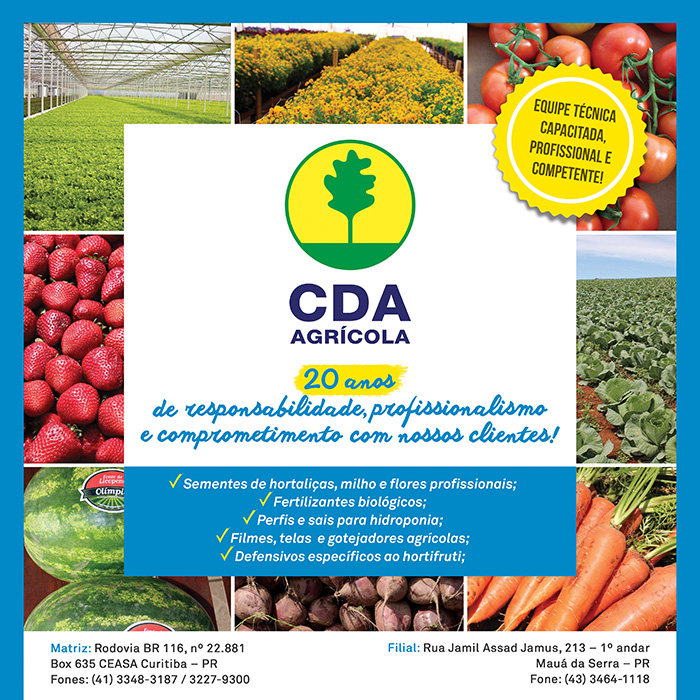 EQUIPE TÉCNICA
CAPACITADA,
PROFISSIONAL E
COMPETENTE!
CDA
AGRÍCOLA
20 anos
de responsabilidade, profissionalismo
e comprometimento com nossos clientes!
Olímpi
Sementes de hortaliças, milho e flores profissionais;
Fertilizantes biológicos;
Perfis e sais para hidroponia;
Filmes, telas e gotejadores agrícolas;
Defensivos específicos ao hortifruti;
Matriz: Rodovia BR 116, nº 22.881
Box 635 CEASA Curitiba – PR
Fones: (41) 3348-3187 / 3227-9300
Filial: Rua Jamil Assad Jamus, 213 – 1º andar
Mauá da Serra – PR
Fone: (43) 3464-1118